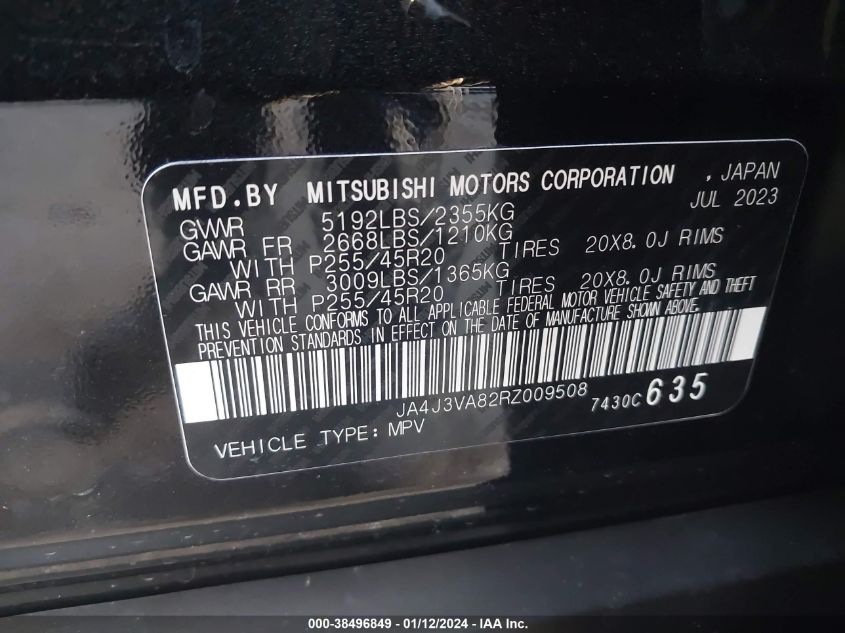 MFD.BY MITSUBISHI MOTORS CORPORATION , JAPAN
JUL 2023
GVWR 5192LBS/2355KG
GAWR FR 2668LBS/1210KG
WITH P255/45R20 TIRES 20X8.0J RIMS
GAWR RR 3009LBS/1365KG
WITH P255/45R20 TIRES 20X8.0J RIMS
THIS VEHICLE CONFORMS TO ALL APPLICABLE FEDERAL MOTOR VEHICLE SAFETY AND THEFT
PREVENTION STANDARDS IN EFFECT ON THE DATE OF MANUFACTURE SHOWN ABOVE.
JA4J3VA82RZ009508 7430C 635
VEHICLE TYPE: MPV
000-38496849 - 01/12/2024 - IAA Inc.